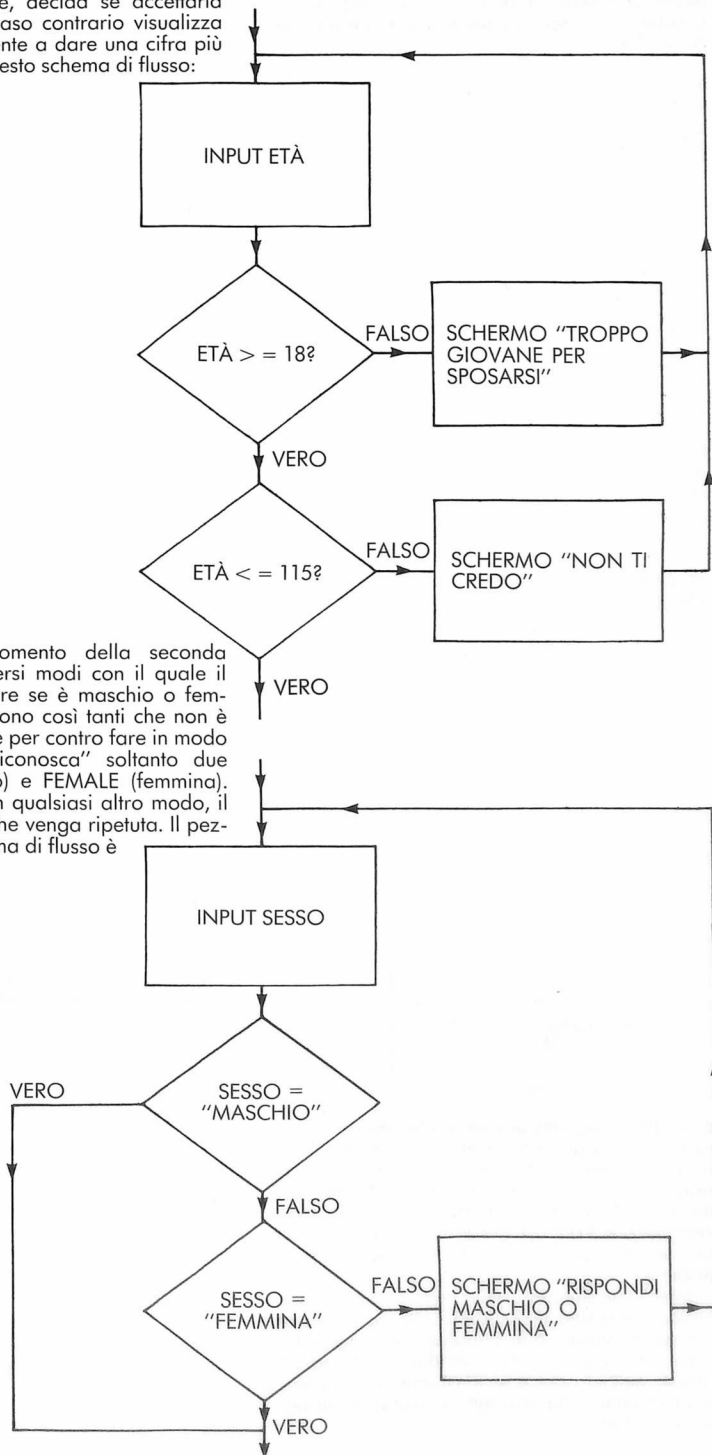 e, decida se accettarla
aso contrario visualizza
ente a dare una cifra più
esto schema di flusso:
INPUT ETÀ
ETÀ > = 18?
FALSO
SCHERMO "TROPPO
GIOVANE PER
SPOSARSI"
VERO
ETÀ < = 115?
FALSO
SCHERMO "NON TI
CREDO"
VERO
omento della seconda
ersi modi con il quale il
re se è maschio o fem-
ono così tanti che non è
e per contro fare in modo
iconosca" soltanto due
o) e FEMALE (femmina).
n qualsiasi altro modo, il
ne venga ripetuta. Il pez-
na di flusso è
INPUT SESSO
SESSO =
"MASCHIO"
VERO
FALSO
SESSO =
"FEMMINA"
FALSO
SCHERMO "RISPONDI
MASCHIO O
FEMMINA"
VERO